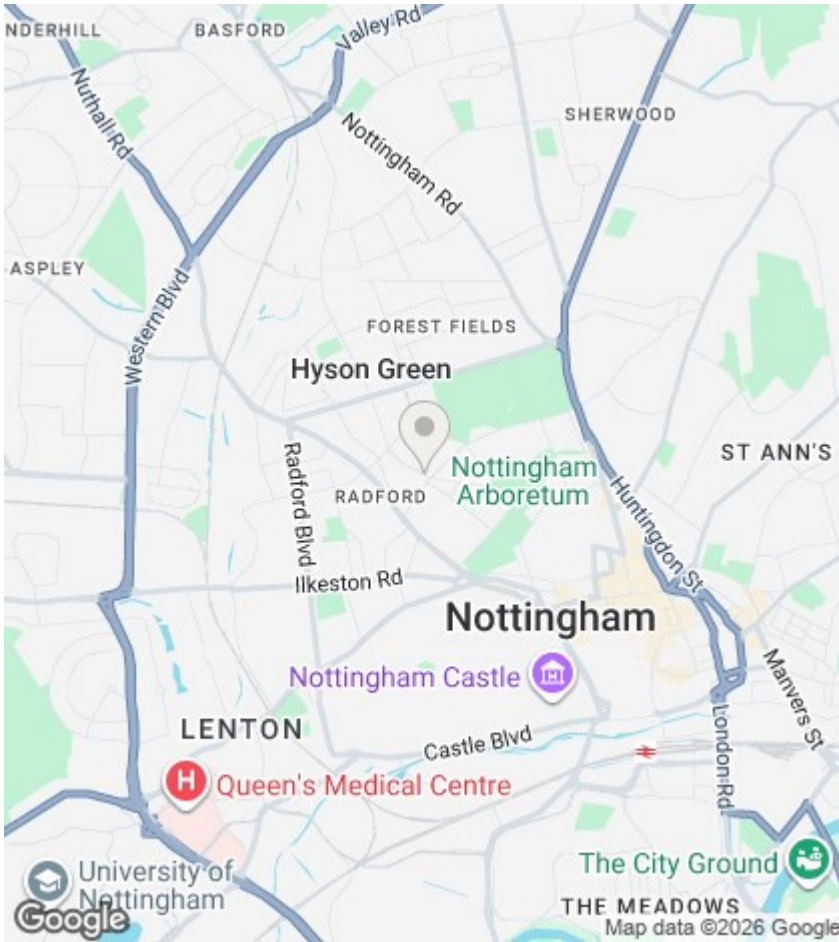 NDERHILL
BASFORD
Valley Rd
Nuthall Rd
Nottingham Rd
SHERWOOD
ASPLEY
Western Blvd
FOREST FIELDS
Hyson Green
Radford Blvd
RADFORD
Nottingham
Arboretum
ST ANN'S
Huntingdon St
Ilkeston Rd
Nottingham
Nottingham Castle
Manvers St
LENTON
Castle Blvd
London Rd
H
Queen's Medical Centre
University of
Nottingham
The City Ground
THE MEADOWS
Google
Map data ©2026 Google